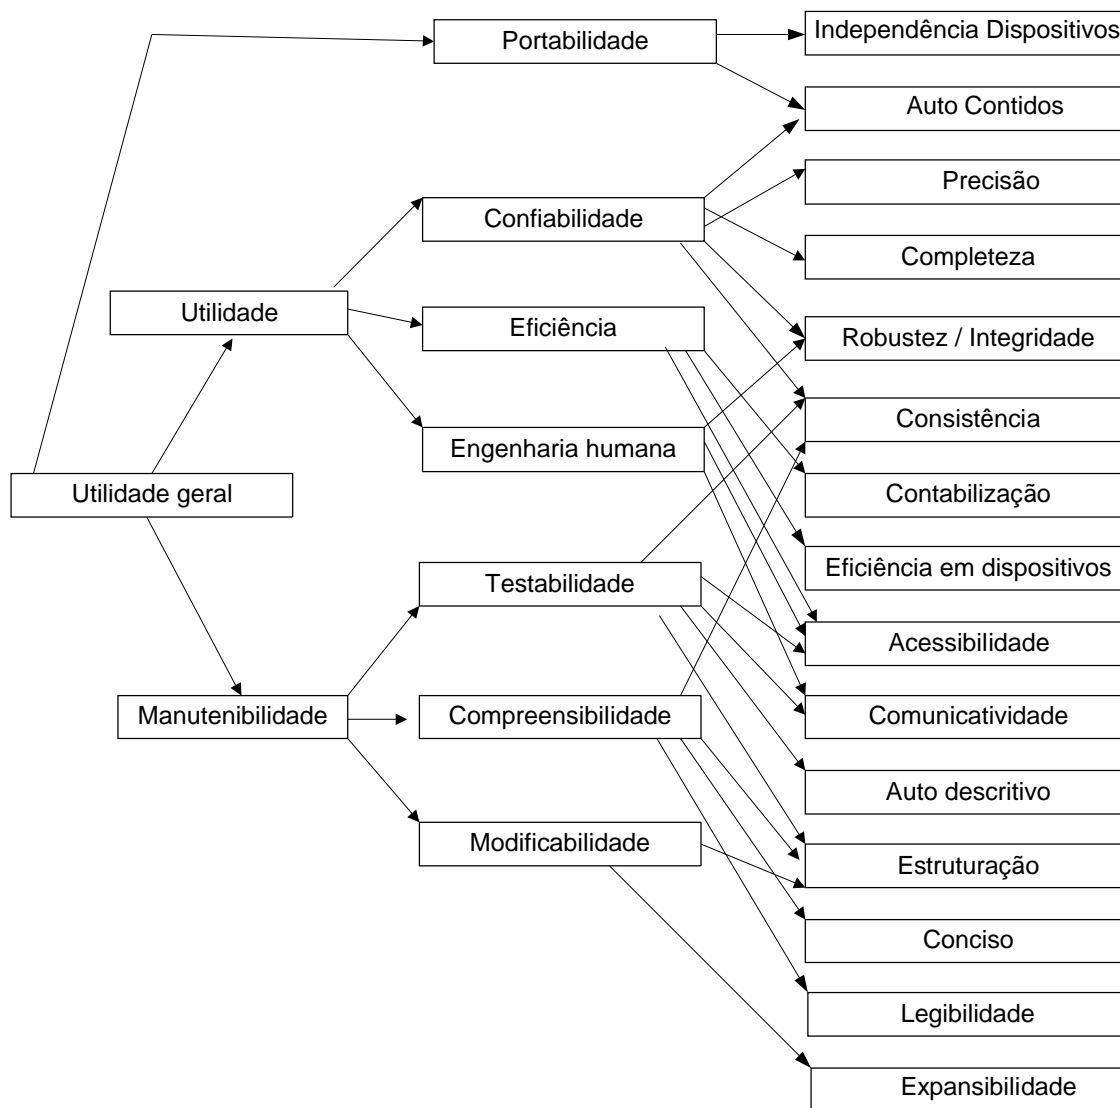 Independência Dispositivos
Portabilidade
Auto Contidos
Precisão
Confiabilidade
Completeza
Utilidade
Eficiência
Robustez / Integridade
Consistência
Engenharia humana
Utilidade geral
Contabilização
Eficiência em dispositivos
Testabilidade
Acessibilidade
Manutenibilidade
Compreensibilidade
Comunicatividade
Auto descritivo
Modificabilidade
Estruturação
Conciso
Legibilidade
Expansibilidade